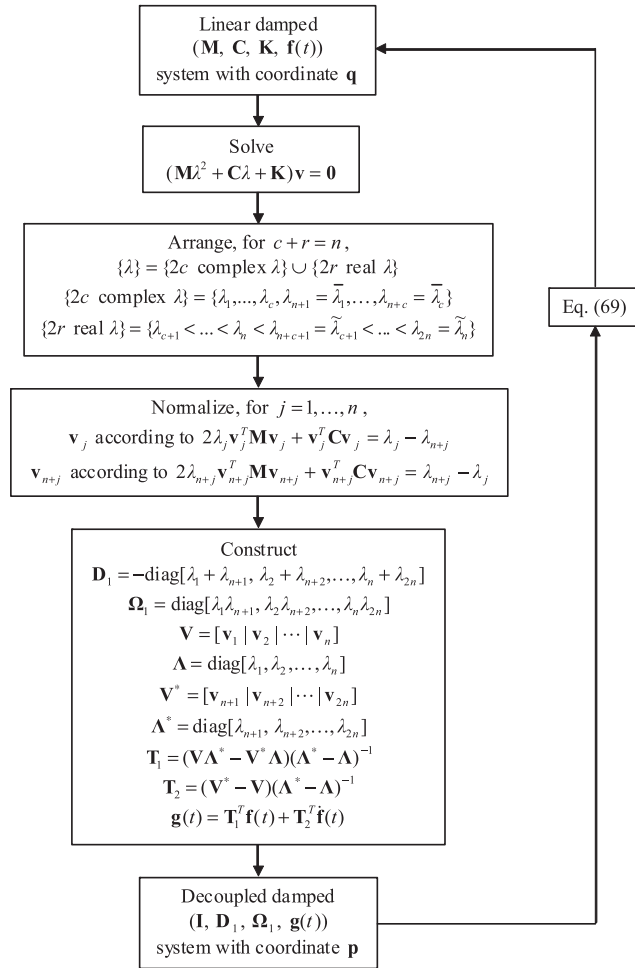 Linear damped
(M, C, K, f(t))
system with coordinate q
Solve
(Mλ² + Cλ + K)v = 0
Arrange, for c + r = n,
{λ} = {2c complex λ} ∪ {2r real λ}
{2c complex λ} = {λ₁,...,λ_c, λ_{n+1} = λ̄₁,..., λ_{n+c} = λ̄_c}
{2r real λ} = {λ_{c+1} < ... < λ_n < λ_{n+c+1} = λ̃_{c+1} < ... < λ_{2n} = λ̃_n}
Eq. (69)
Normalize, for j = 1,..., n,
v_j according to 2λ_j v_j^T M v_j + v_j^T C v_j = λ_j − λ_{n+j}
v_{n+j} according to 2λ_{n+j} v_{n+j}^T M v_{n+j} + v_{n+j}^T C v_{n+j} = λ_{n+j} − λ_j
Construct
D₁ = −diag[λ₁ + λ_{n+1}, λ₂ + λ_{n+2},..., λ_n + λ_{2n}]
Ω₁ = diag[λ₁λ_{n+1}, λ₂λ_{n+2},..., λ_nλ_{2n}]
V = [v₁ | v₂ | ⋯ | v_n]
Λ = diag[λ₁, λ₂,..., λ_n]
V* = [v_{n+1} | v_{n+2} | ⋯ | v_{2n}]
Λ* = diag[λ_{n+1}, λ_{n+2},..., λ_{2n}]
T₁ = (VΛ* − V*Λ)(Λ* − Λ)⁻¹
T₂ = (V* − V)(Λ* − Λ)⁻¹
g(t) = T₁^T f(t) + T₂^T ḟ(t)
Decoupled damped
(I, D₁, Ω₁, g(t))
system with coordinate p